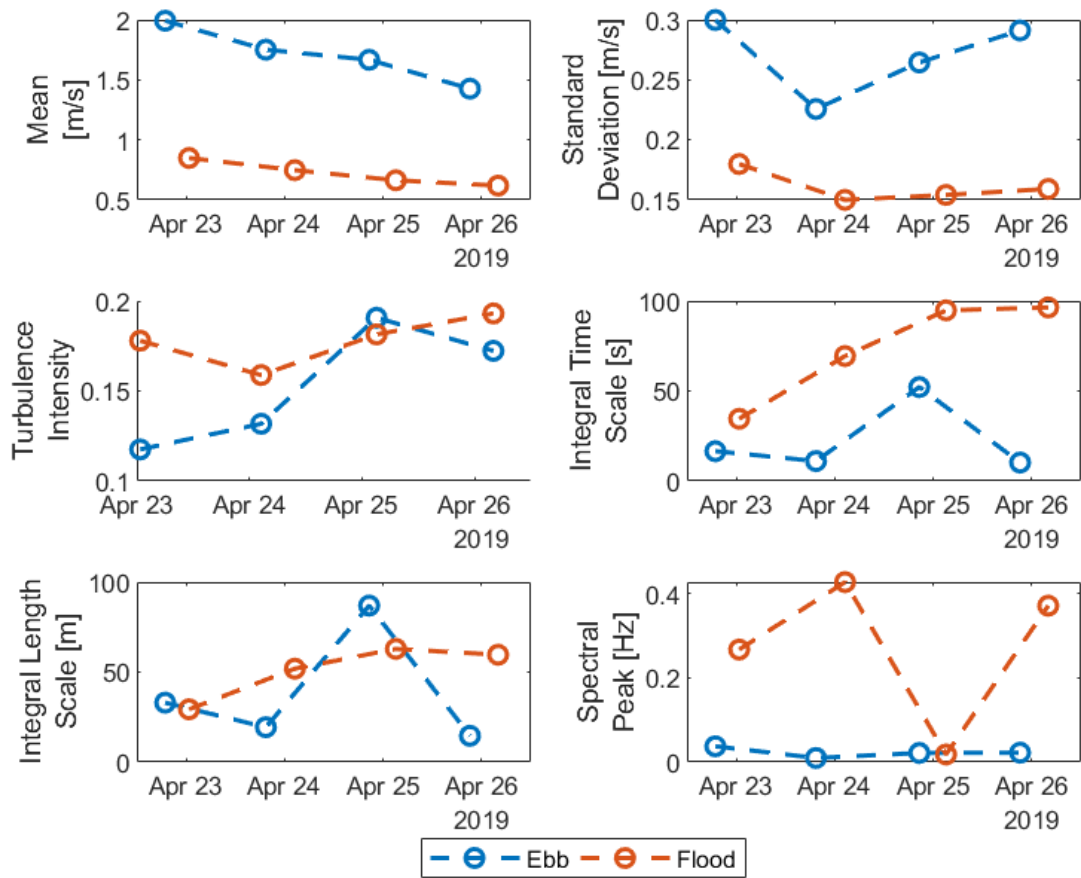 2
1.5
1
0.5
Mean
[m/s]
Apr 23 Apr 24 Apr 25 Apr 26
2019
0.3
0.25
0.2
0.15
Standard
Deviation [m/s]
Apr 23 Apr 24 Apr 25 Apr 26
2019
0.2
0.15
0.1
Turbulence
Intensity
Apr 23 Apr 24 Apr 25 Apr 26
2019
100
50
0
Integral Time
Scale [s]
Apr 23 Apr 24 Apr 25 Apr 26
2019
100
50
0
Integral Length
Scale [m]
Apr 23 Apr 24 Apr 25 Apr 26
2019
0.4
0.2
0
Spectral
Peak [Hz]
Apr 23 Apr 24 Apr 25 Apr 26
2019
Ebb Flood